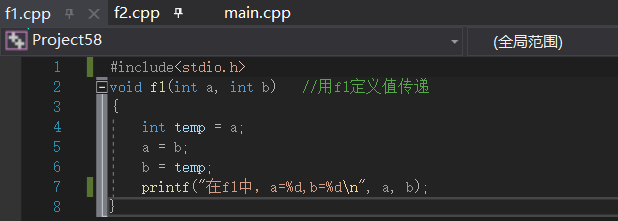 f1.cpp f2.cpp main.cpp
Project58 (全局范围)
1 #include<stdio.h>
2 void f1(int a, int b) //用f1定义值传递
3 {
4 int temp = a;
5 a = b;
6 b = temp;
7 printf("在f1中，a=%d,b=%d\n", a, b);
8 }